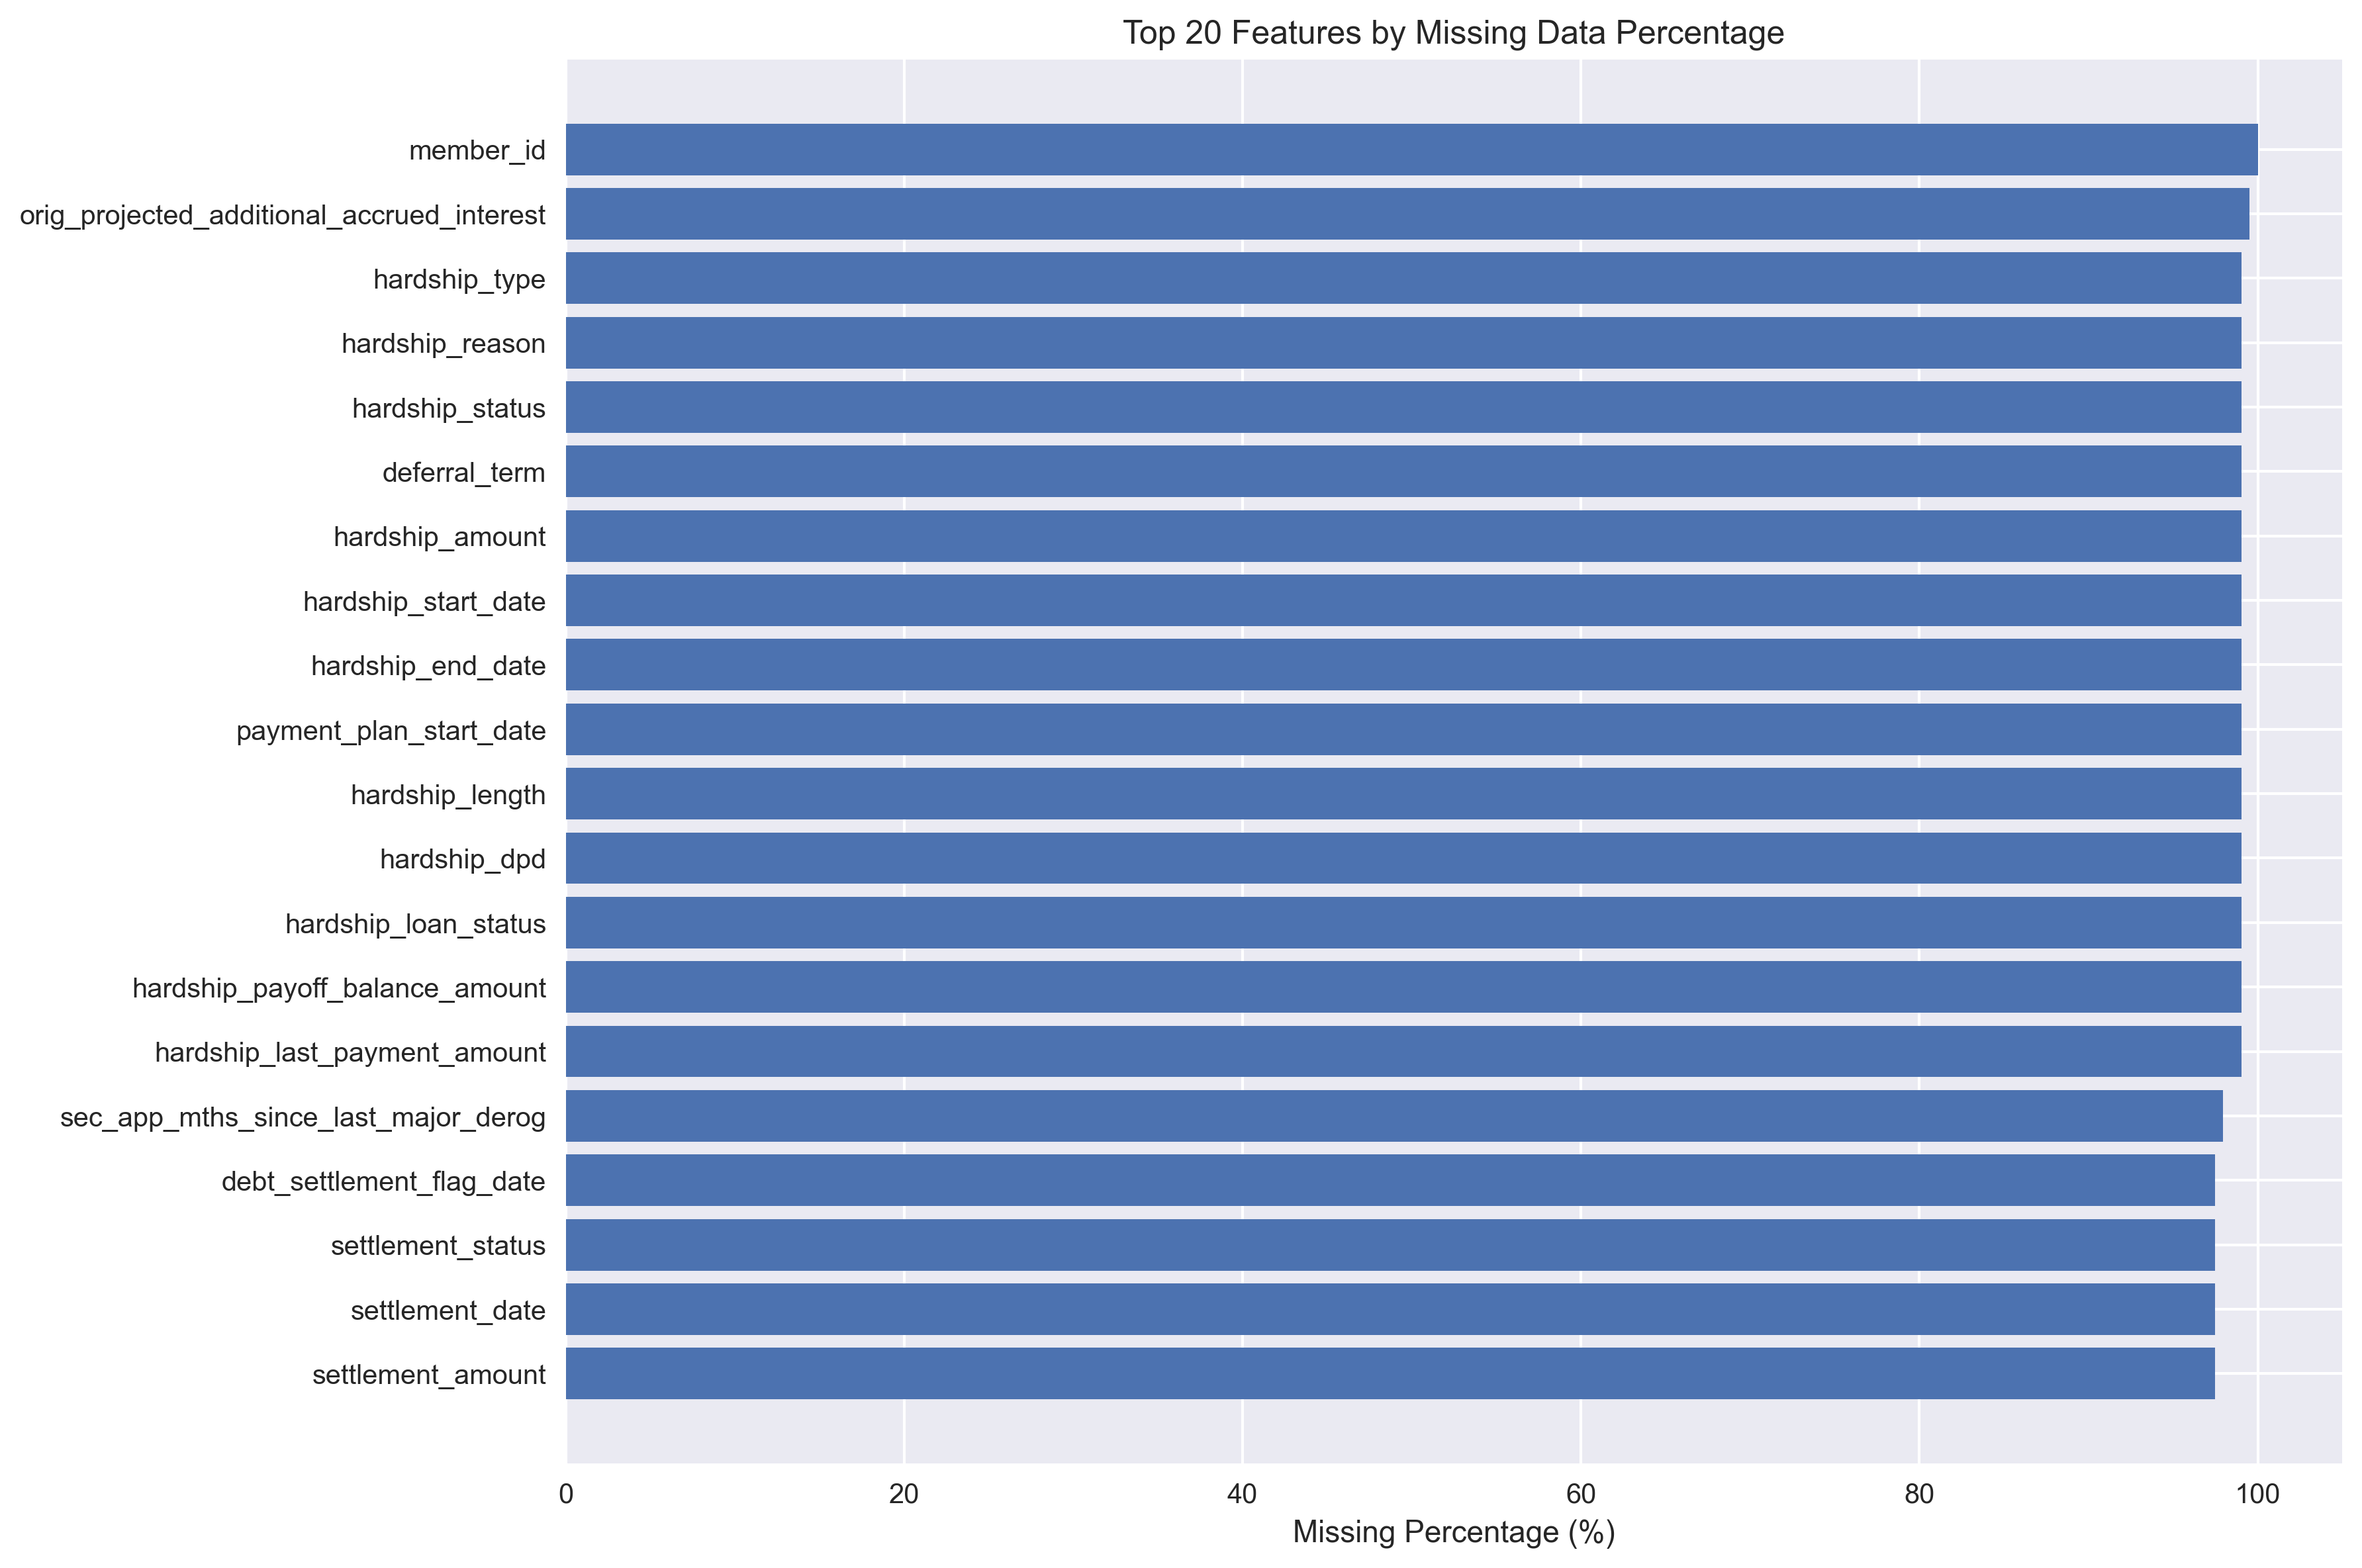 Top 20 Features by Missing Data Percentage
member_id
orig_projected_additional_accrued_interest
hardship_type
hardship_reason
hardship_status
deferral_term
hardship_amount
hardship_start_date
hardship_end_date
payment_plan_start_date
hardship_length
hardship_dpd
hardship_loan_status
hardship_payoff_balance_amount
hardship_last_payment_amount
sec_app_mths_since_last_major_derog
debt_settlement_flag_date
settlement_status
settlement_date
settlement_amount
0 20 40 60 80 100
Missing Percentage (%)